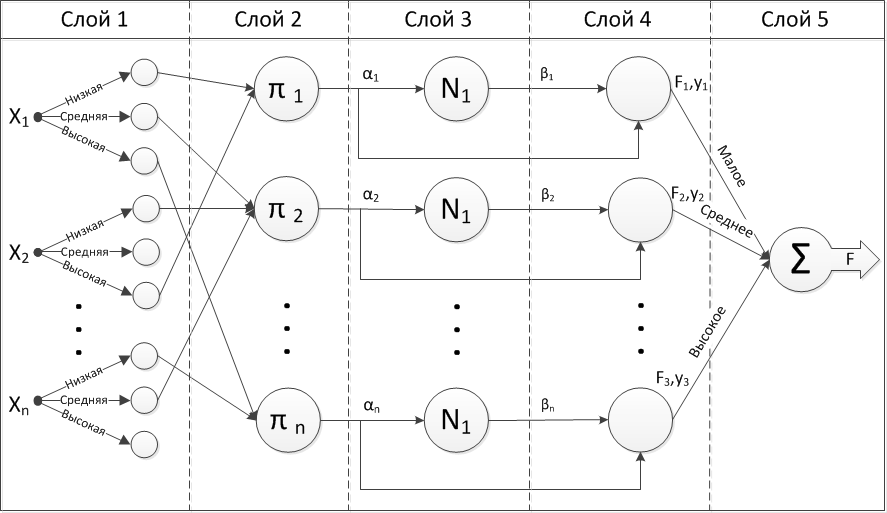 Слой 1
Слой 2
Слой 3
Слой 4
Слой 5
X1
Низкая
Средняя
Высокая
π 1
α1
N1
β1
F1,y1
Малое
X2
Низкая
Средняя
Высокая
π 2
α2
N1
β2
F2,y2
Среднее
Σ
F
Xn
Низкая
Средняя
Высокая
π n
αn
N1
βn
F3,y3
Высокое